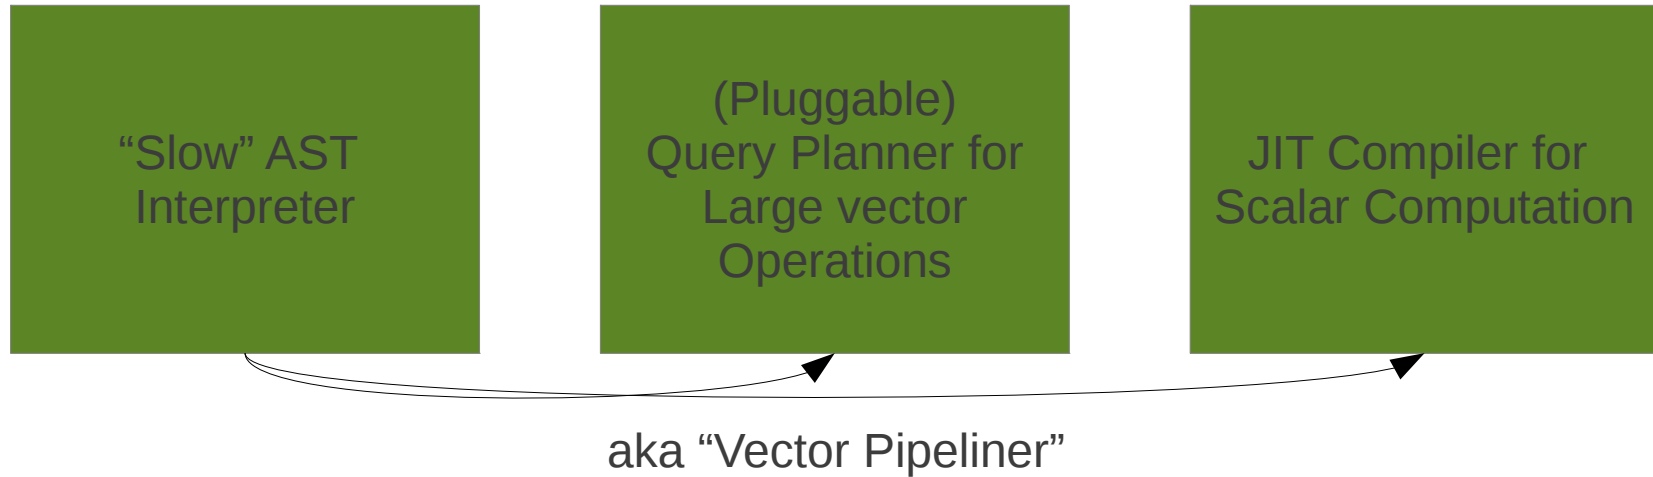 “Slow” AST
Interpreter
(Pluggable)
Query Planner for
Large vector
Operations
JIT Compiler for
Scalar Computation
aka “Vector Pipeliner”